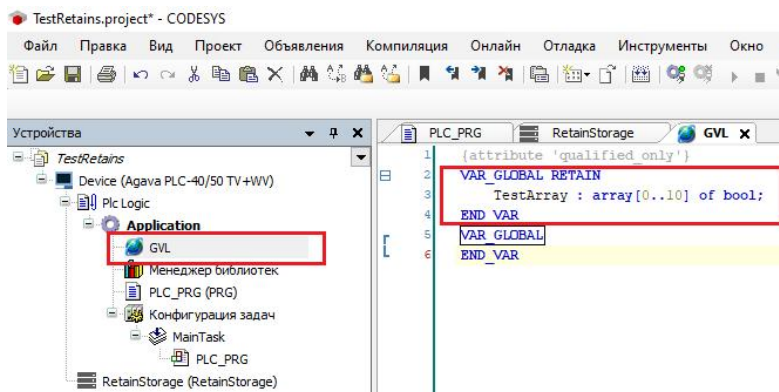 TestRetains.project* - CODESYS
Файл Правка Вид Проект Объявления Компиляция Онлайн Отладка Инструменты Окно
Устройства
TestRetains
Device (Agava PLC-40/50 TV+WV)
Plc Logic
Application
GVL
Менеджер библиотек
PLC_PRG (PRG)
Конфигурация задач
MainTask
PLC_PRG
RetainStorage (RetainStorage)
PLC_PRG RetainStorage GVL
1 {attribute 'qualified_only'}
2 VAR_GLOBAL RETAIN
3 TestArray : array[0..10] of bool;
4 END_VAR
5 VAR_GLOBAL
6 END_VAR